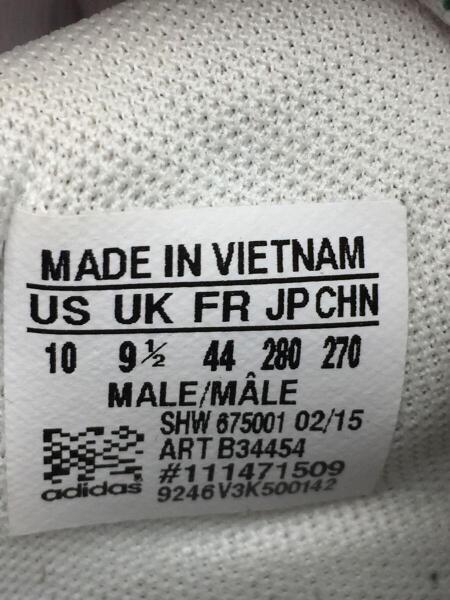 MADE IN VIETNAM
US UK FR JP CHN
10 9½ 44 280 270
MALE/MÂLE
SHW 675001 02/15
ART B34454
#111471509
adidas 9246V3K500142